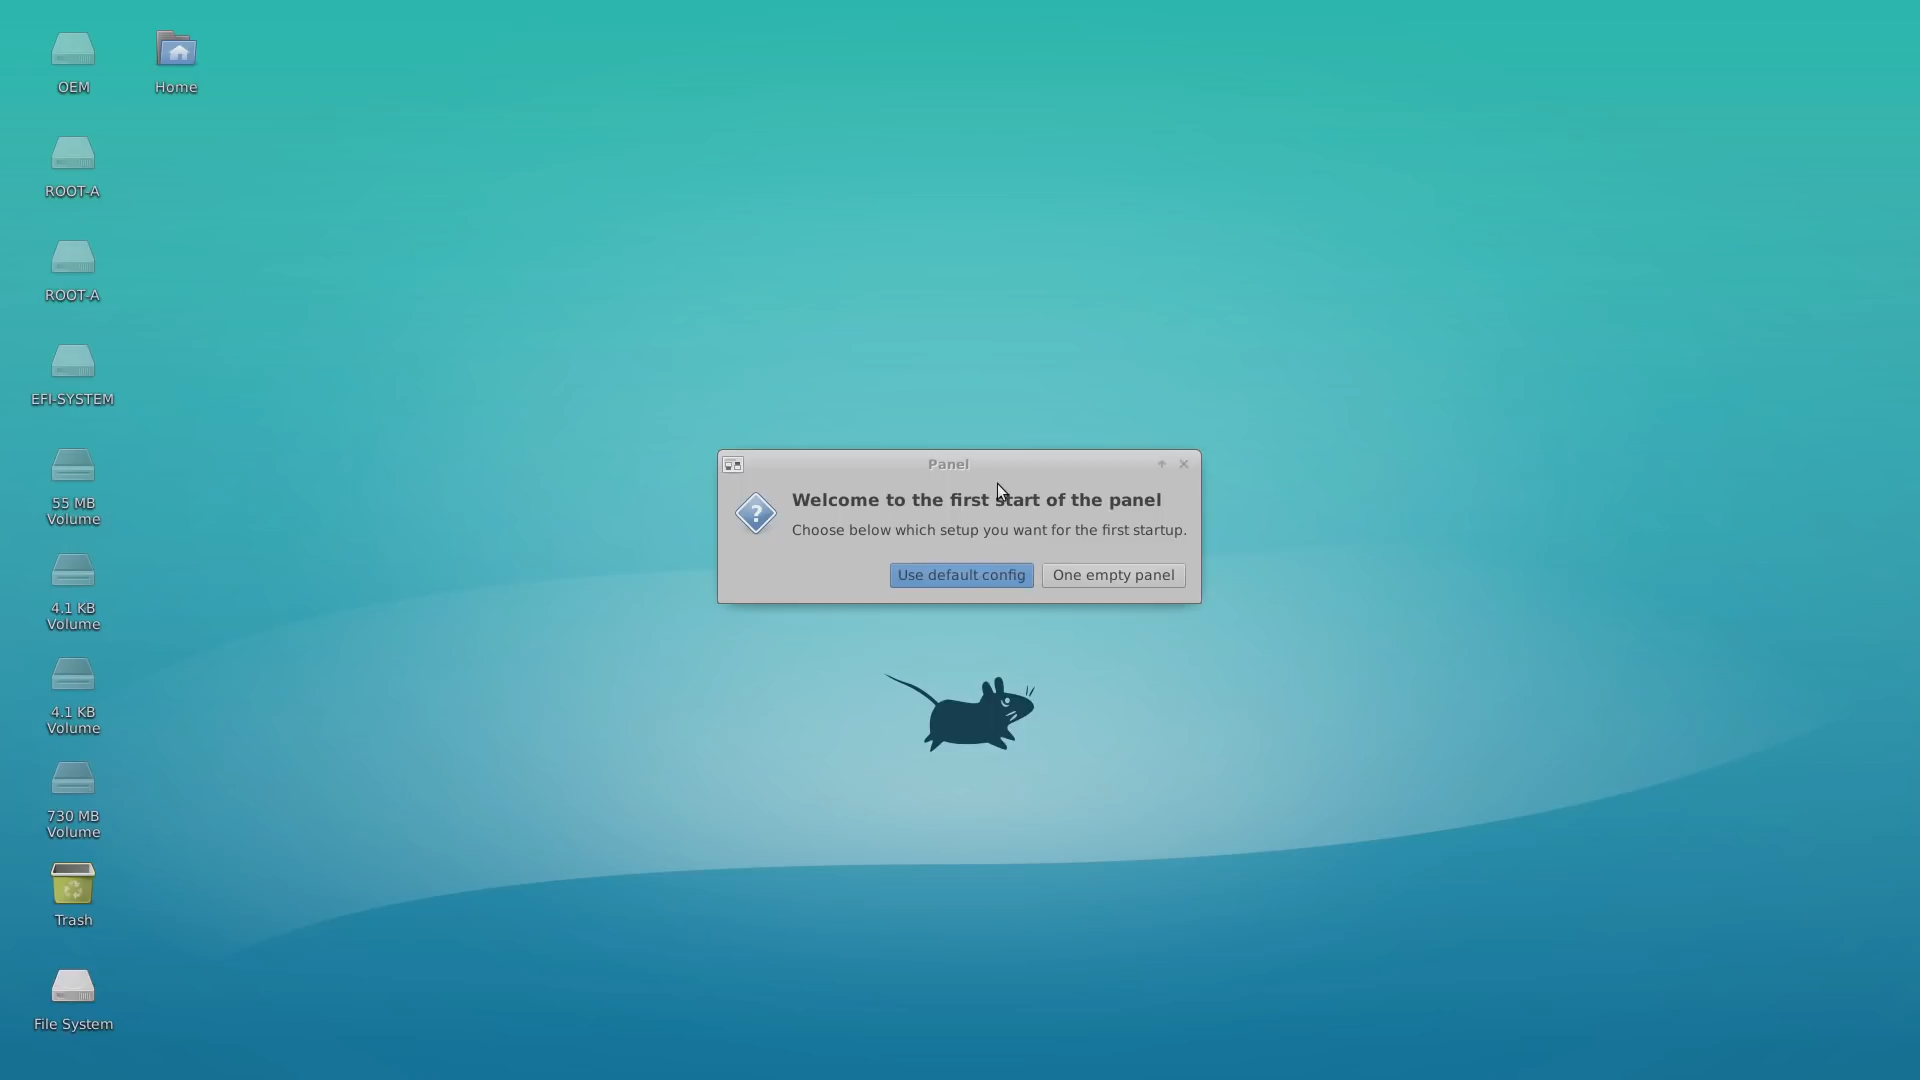 OEM
Home
ROOT-A
ROOT-A
EFI-SYSTEM
55 MB
Volume
4.1 KB
Volume
4.1 KB
Volume
730 MB
Volume
Trash
File System
Panel
Welcome to the first start of the panel
Choose below which setup you want for the first startup.
Use default config
One empty panel